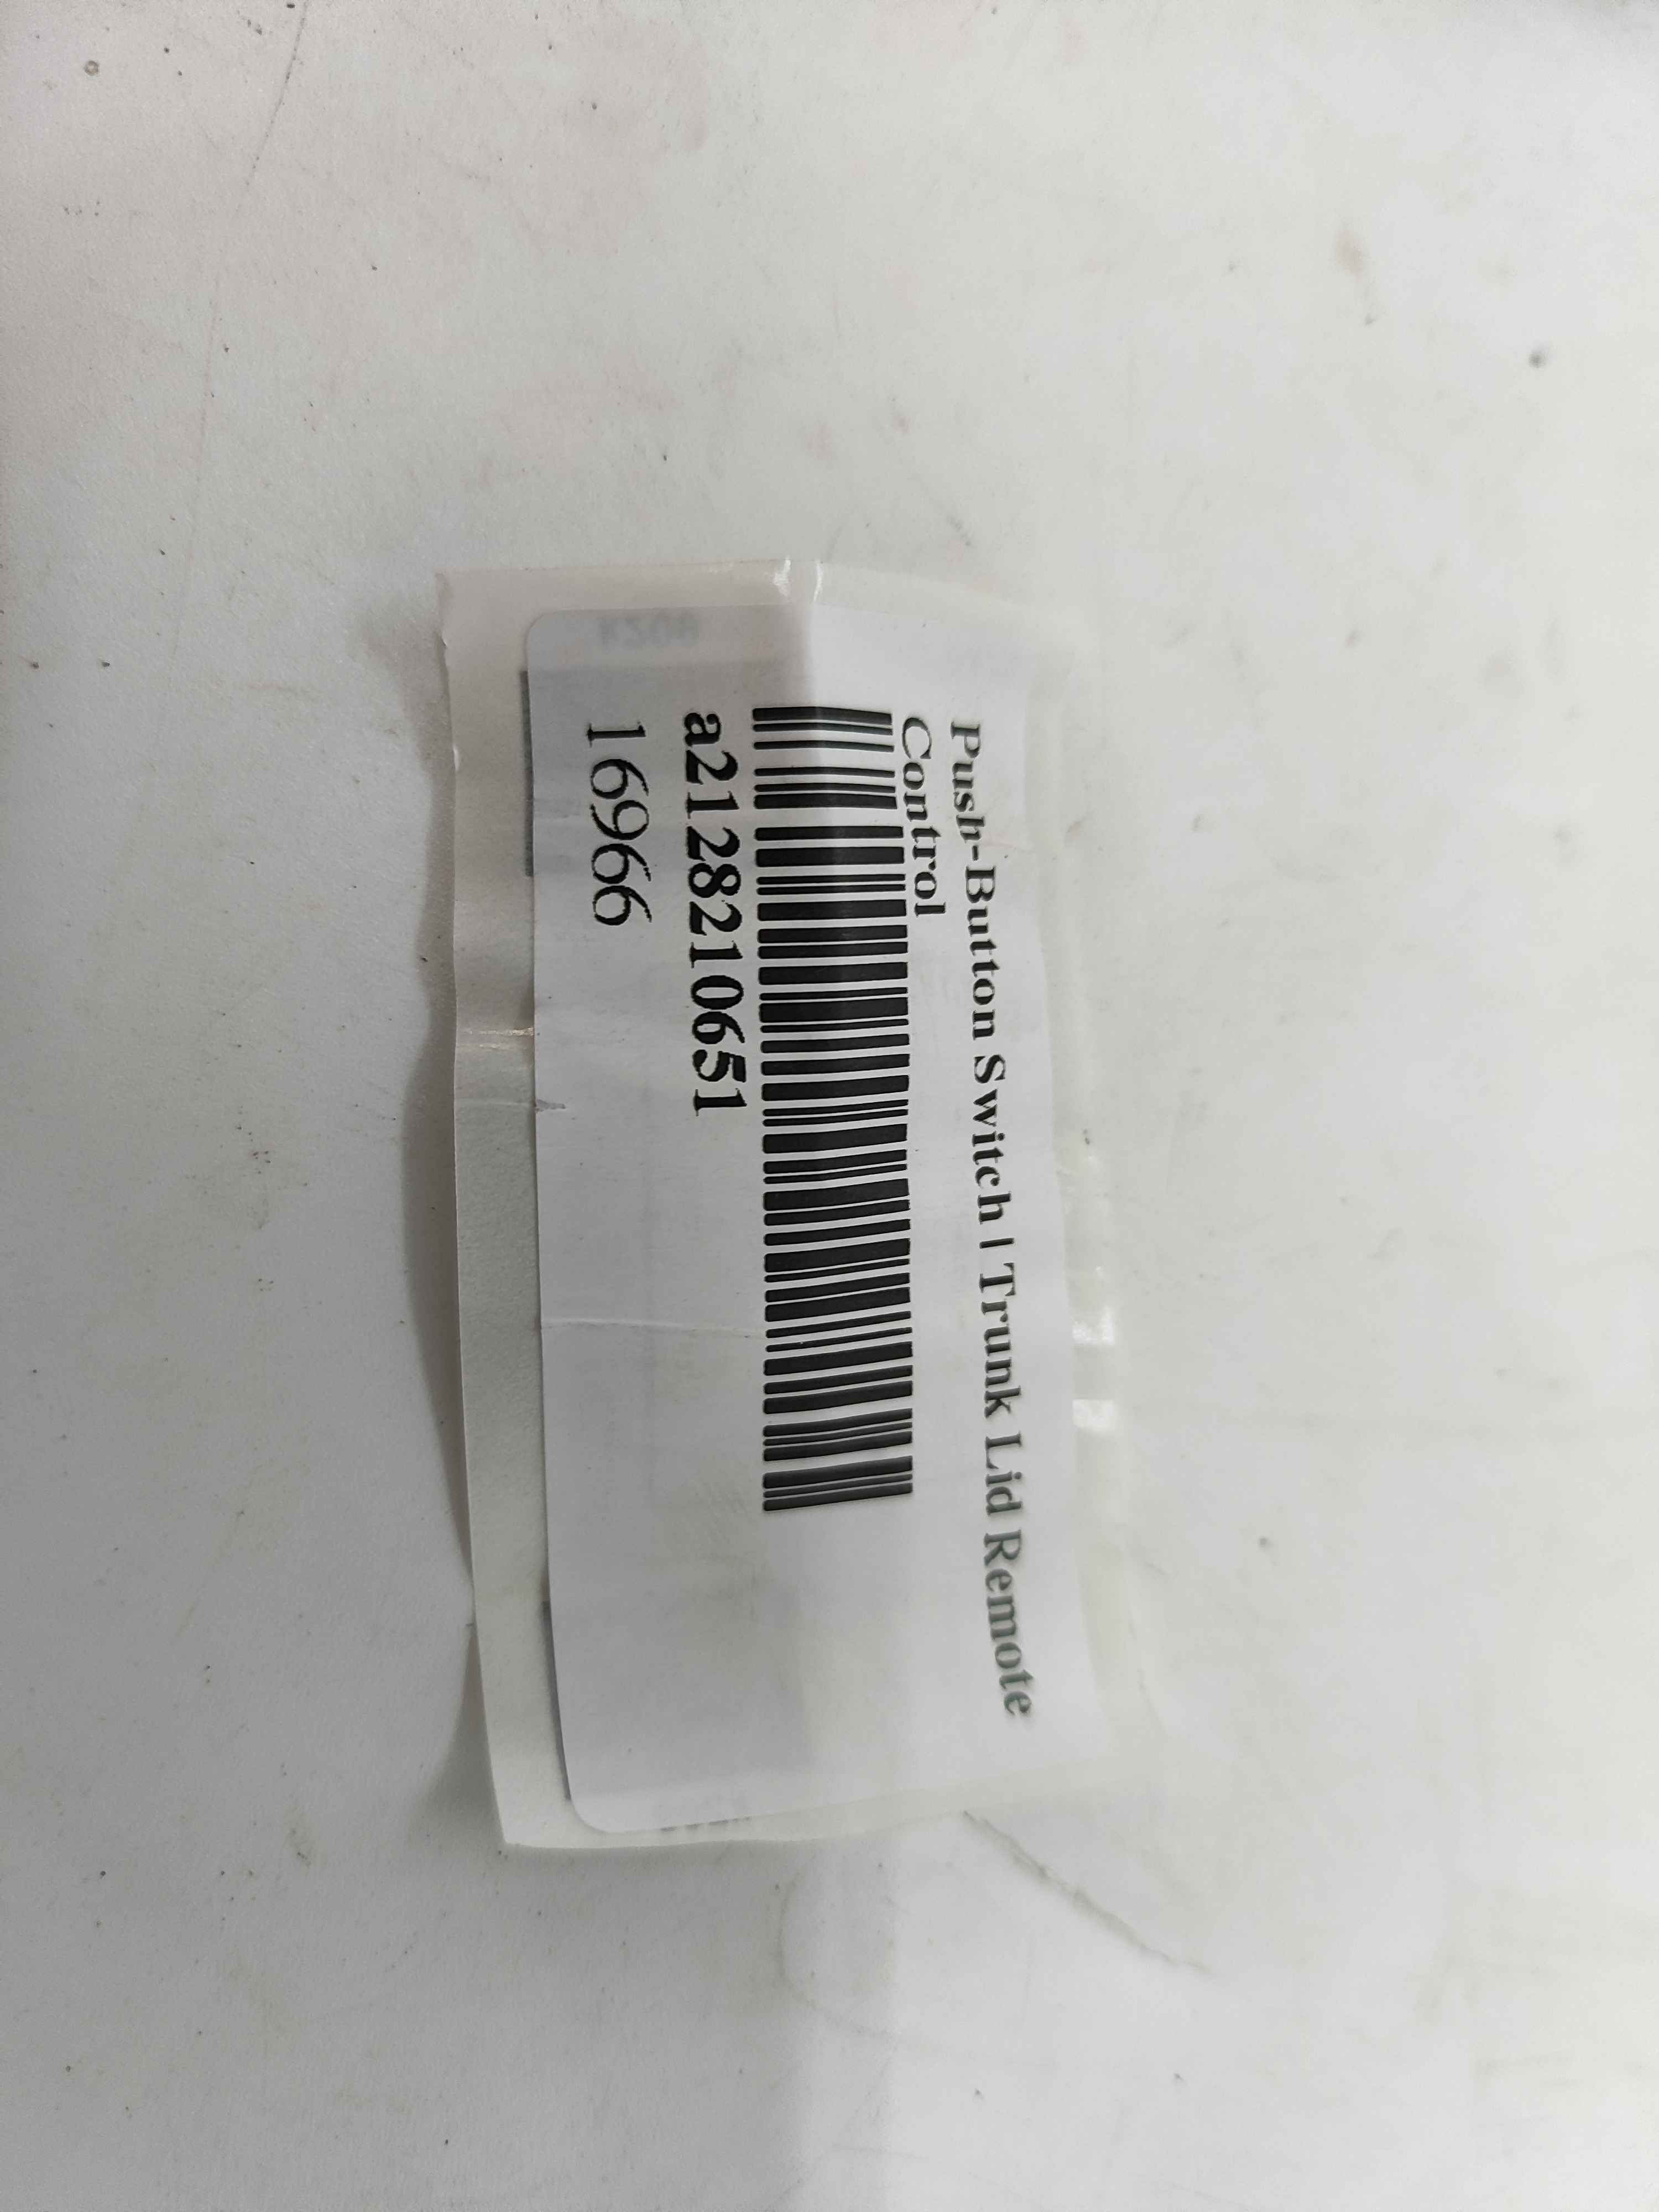 Push-Button Switch | Trunk Lid Remote
Control
a2128210651
16966